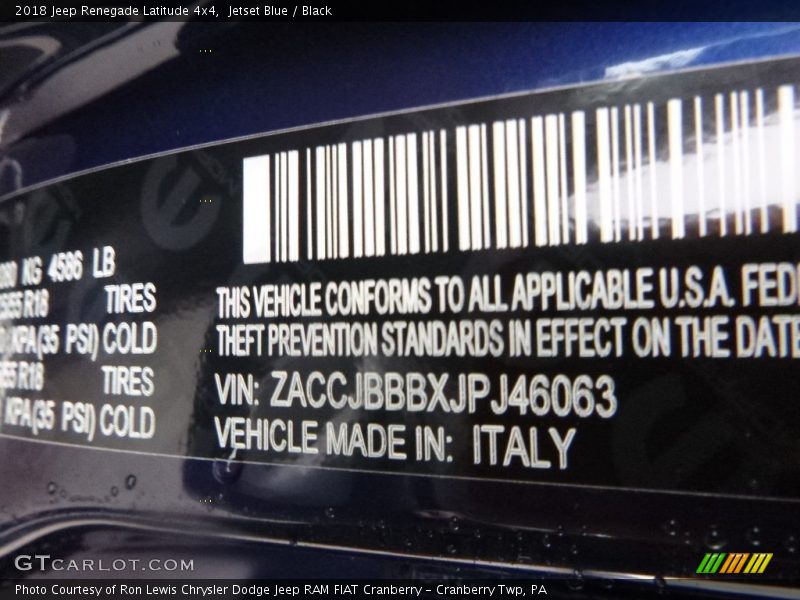 2018 Jeep Renegade Latitude 4x4,  Jetset Blue / Black
KG 4586 LB
R18 TIRES
KPA(35 PSI) COLD
R18 TIRES
KPA(35 PSI) COLD
THIS VEHICLE CONFORMS TO ALL APPLICABLE U.S.A. FED
THEFT PREVENTION STANDARDS IN EFFECT ON THE DATE
VIN: ZACCJBBBXJPJ46063
VEHICLE MADE IN: ITALY
GTCARLOT.COM
Photo Courtesy of Ron Lewis Chrysler Dodge Jeep RAM FIAT Cranberry – Cranberry Twp, PA